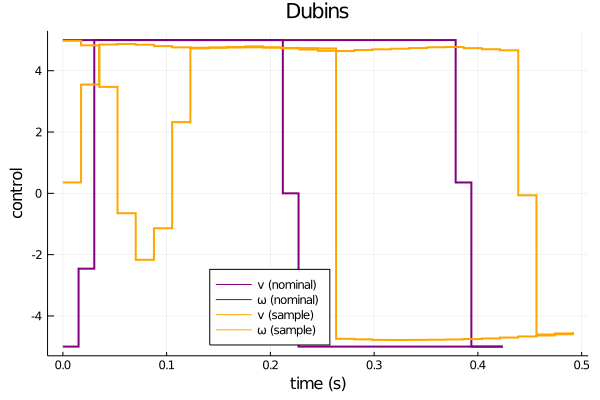 Dubins
control
4
2
0
-2
-4
v (nominal)
ω (nominal)
v (sample)
ω (sample)
0.0 0.1 0.2 0.3 0.4 0.5
time (s)